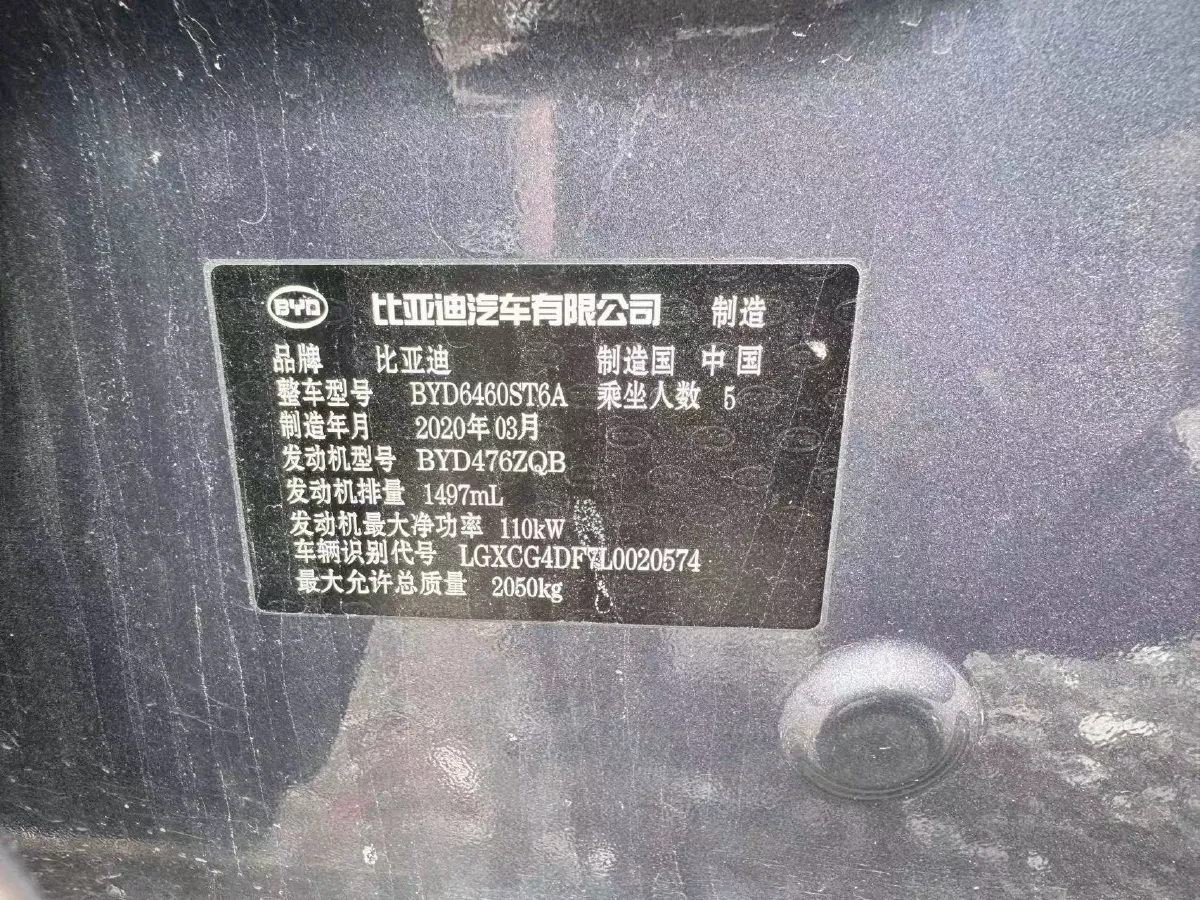 BYD 比亚迪汽车有限公司 制造
品牌 比亚迪 制造国 中国
整车型号 BYD6460ST6A 乘坐人数 5
制造年月 2020年03月
发动机型号 BYD476ZQB
发动机排量 1497mL
发动机最大净功率 110kW
车辆识别代号 LGXCG4DF7L0020574
最大允许总质量 2050kg